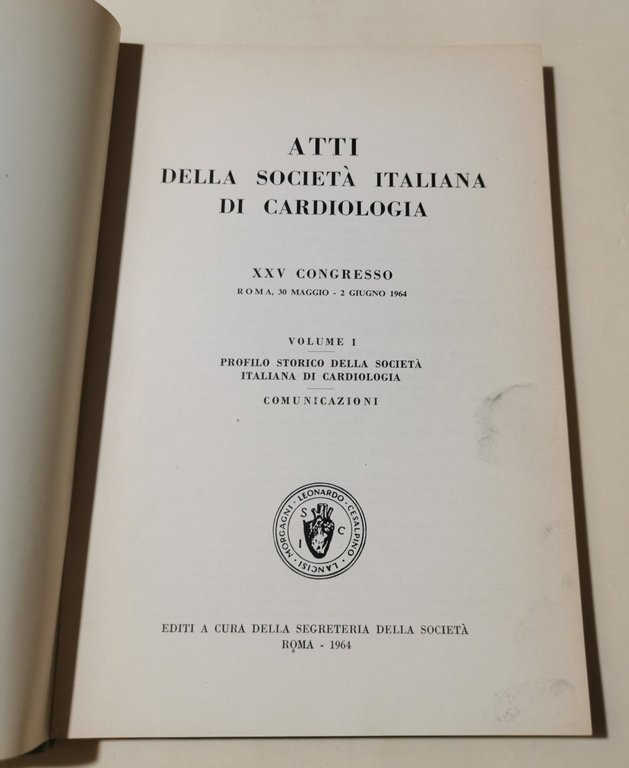 ATTI
DELLA SOCIETÀ ITALIANA
DI CARDIOLOGIA
XXV CONGRESSO
ROMA, 30 MAGGIO - 2 GIUGNO 1964
VOLUME I
PROFILO STORICO DELLA SOCIETÀ
ITALIANA DI CARDIOLOGIA
COMUNICAZIONI
LANCISI · MORGAGNI · LEONARDO · CESALPINO ·
S I C
EDITI A CURA DELLA SEGRETERIA DELLA SOCIETÀ
ROMA - 1964